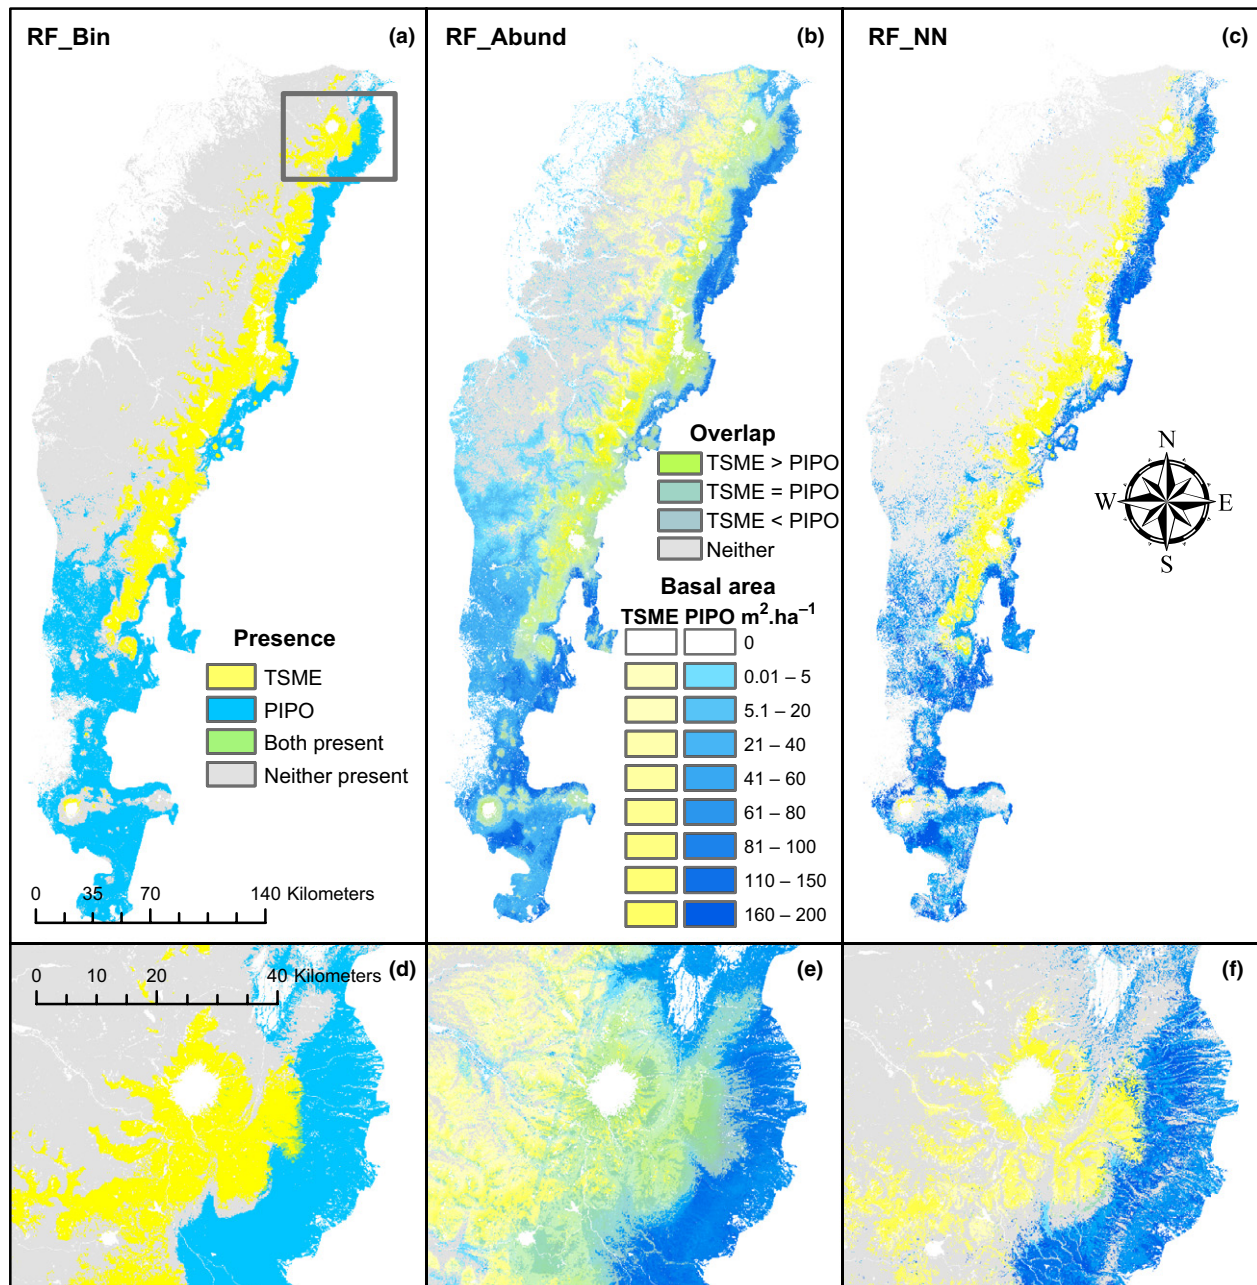 RF_Bin
(a)
RF_Abund
(b)
RF_NN
(c)
Presence
TSME
PIPO
Both present
Neither present
0 35 70 140 Kilometers
Overlap
TSME > PIPO
TSME = PIPO
TSME < PIPO
Neither
Basal area
TSME PIPO m².ha⁻¹
0
0.01 – 5
5.1 – 20
21 – 40
41 – 60
61 – 80
81 – 100
110 – 150
160 – 200
N
W E
S
(d)
0 10 20 40 Kilometers
(e)
(f)